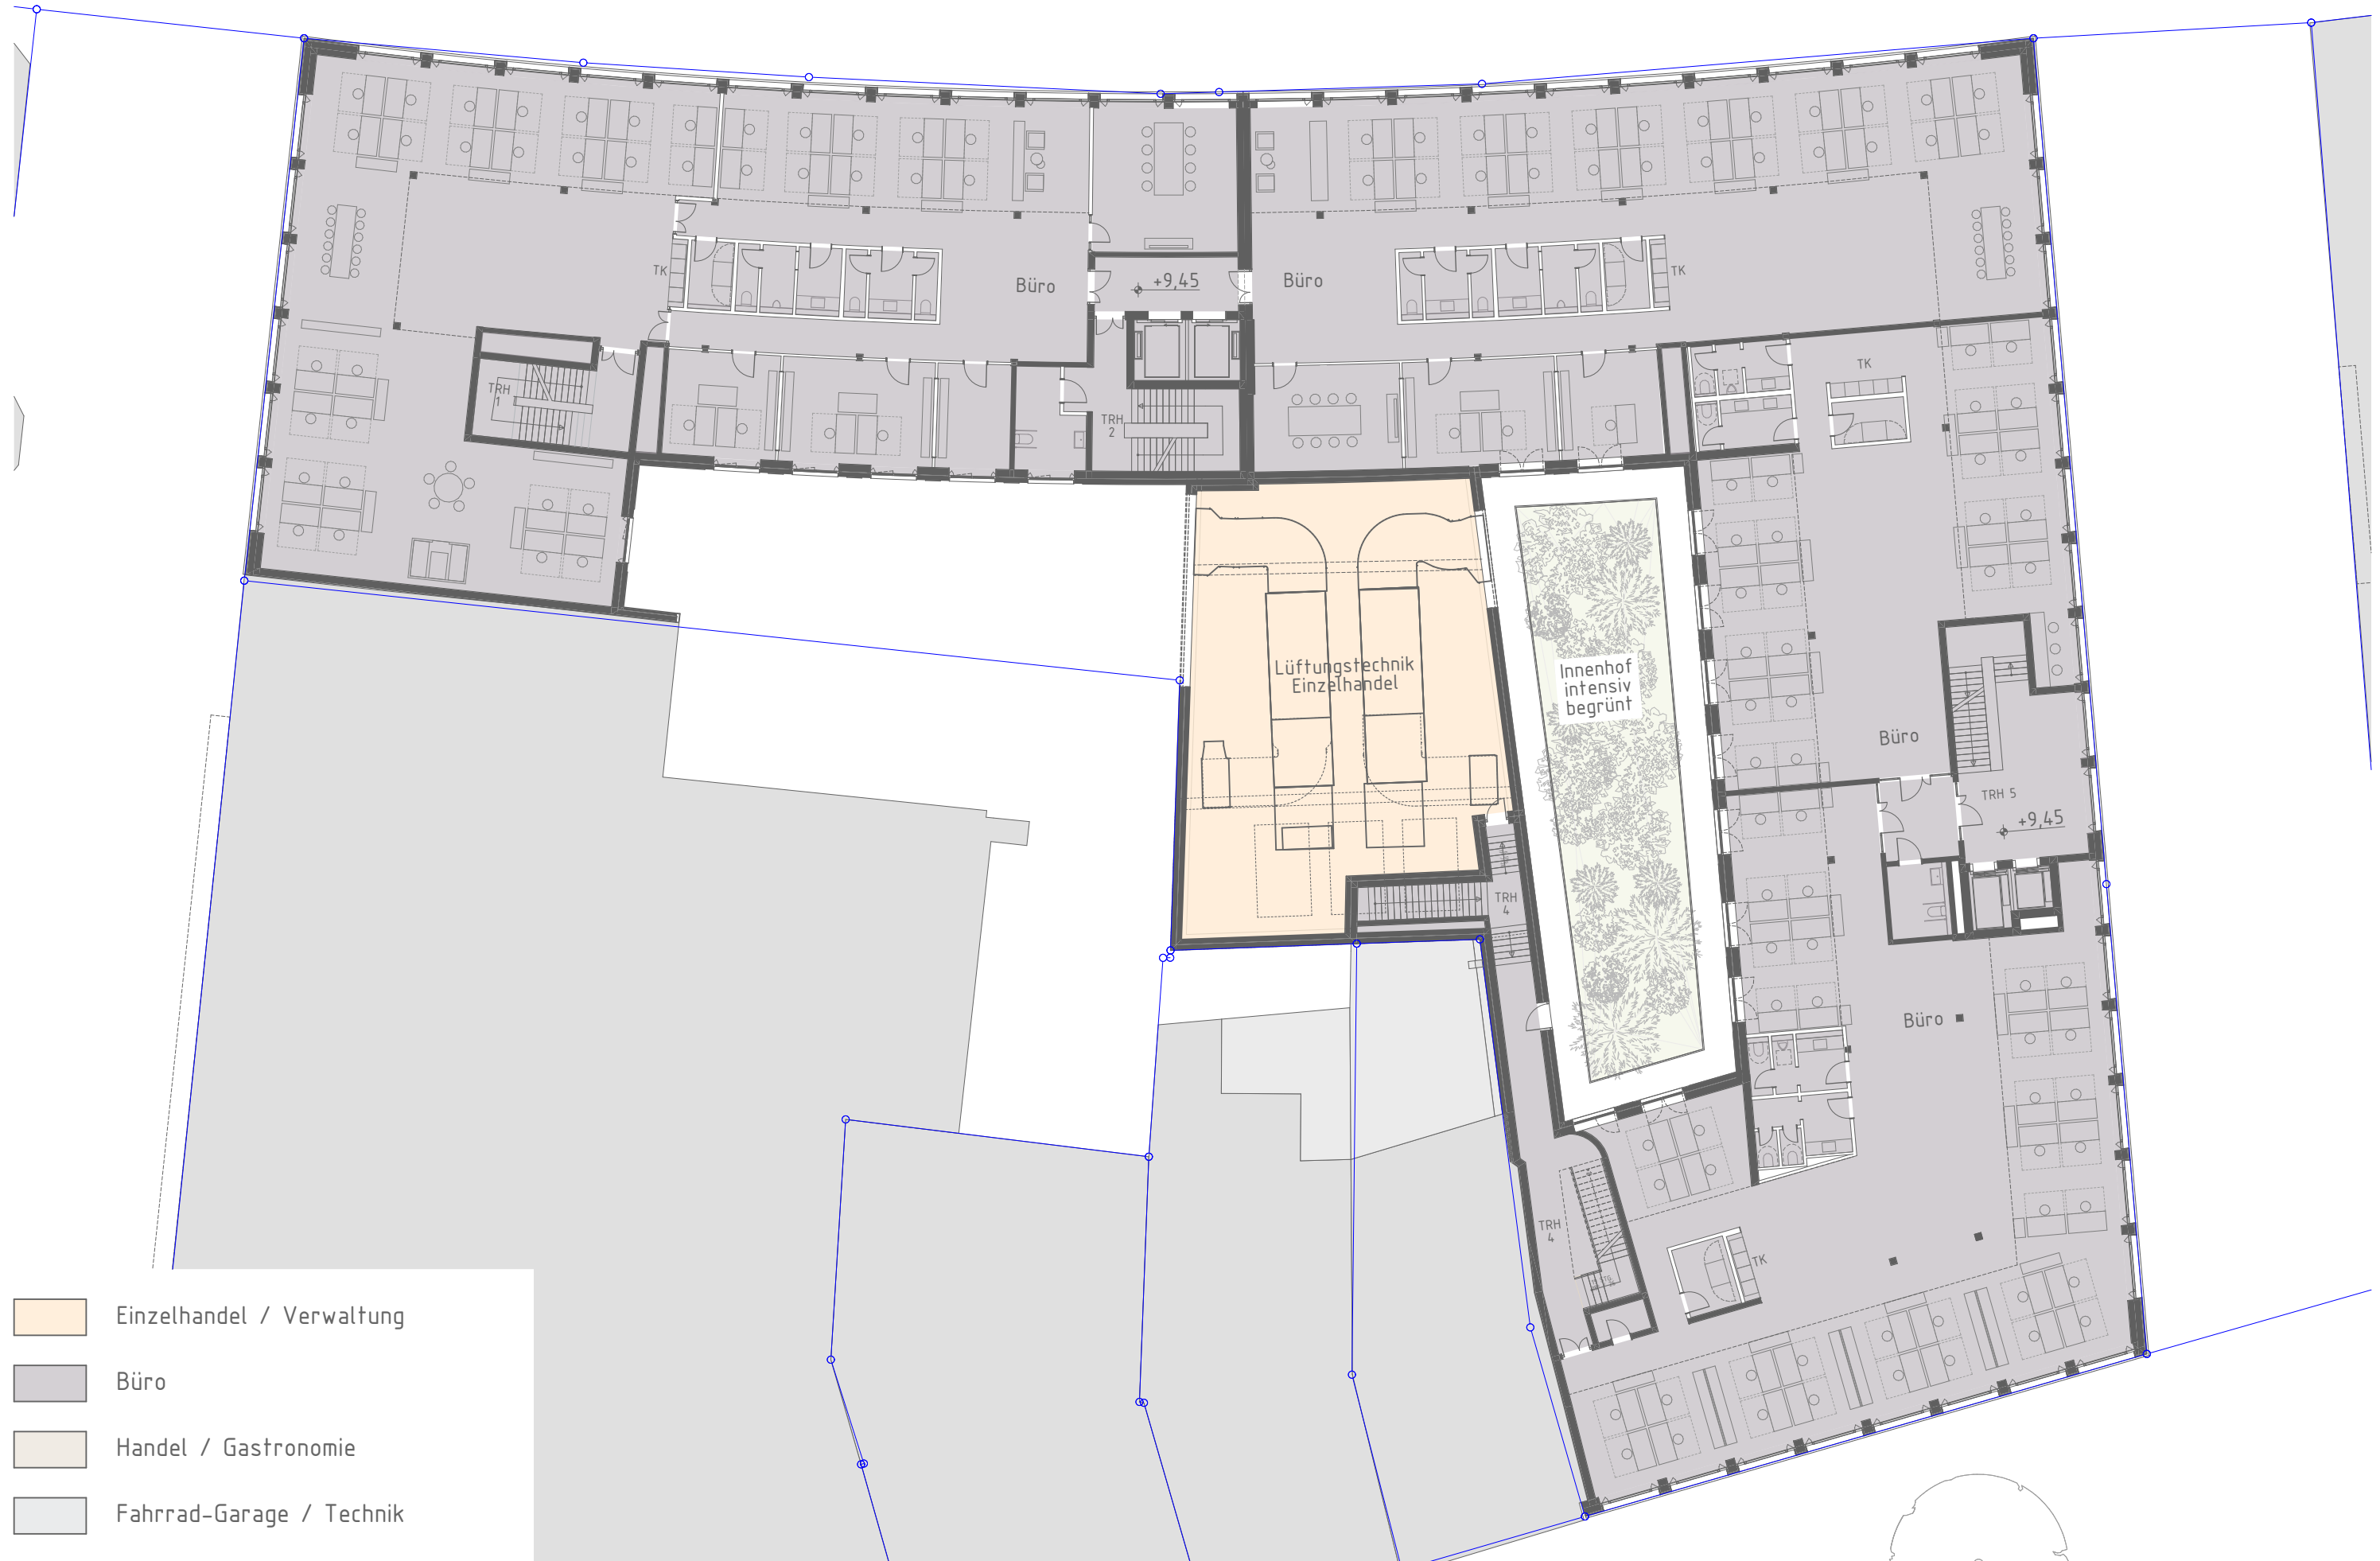 TK
Büro
+9,45
Büro
TK
TRH
1
TRH
2
TK
Lüftungstechnik
Einzelhandel
Innenhof
intensiv
begrünt
Büro
TRH 5
+9,45
TRH
4
Büro
TRH
4
TK
Einzelhandel / Verwaltung
Büro
Handel / Gastronomie
Fahrrad-Garage / Technik